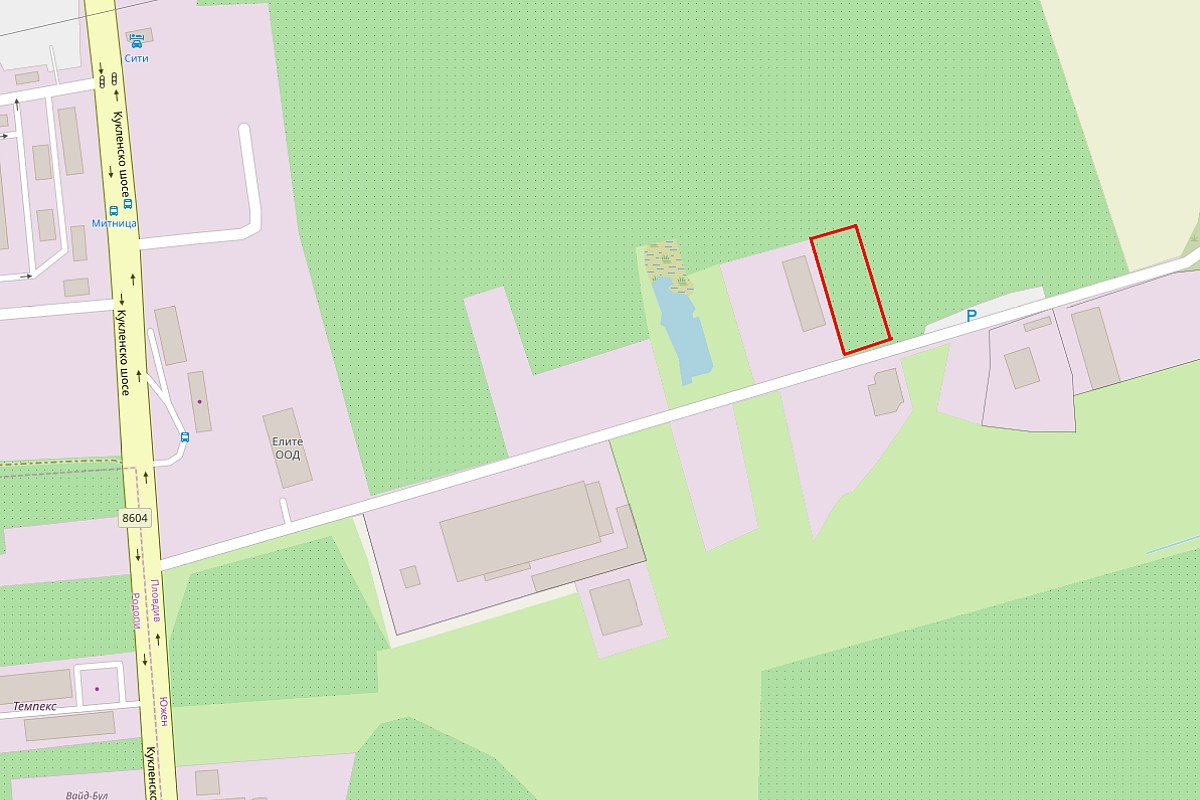 Сити
Кукленско шосе
Митница
Кукленско шосе
Елите
ООД
P
8604
Пловдив
Родопи
Южен
Темпекс
Кукленско
Вайд-Бул